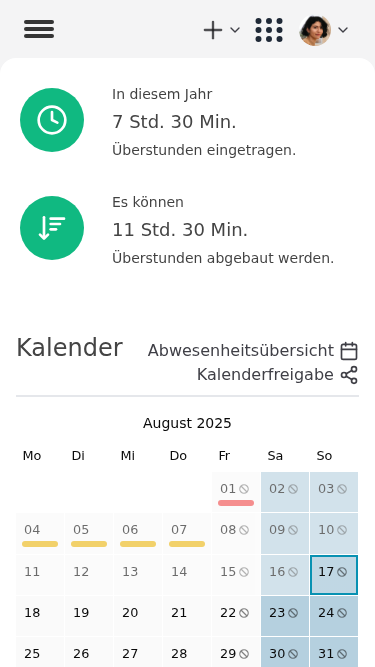 In diesem Jahr
7 Std. 30 Min.
Überstunden eingetragen.
Es können
11 Std. 30 Min.
Überstunden abgebaut werden.
Kalender
Abwesenheitsübersicht
Kalenderfreigabe
August 2025
Mo Di Mi Do Fr Sa So
01 02 03
04 05 06 07 08 09 10
11 12 13 14 15 16 17
18 19 20 21 22 23 24
25 26 27 28 29 30 31